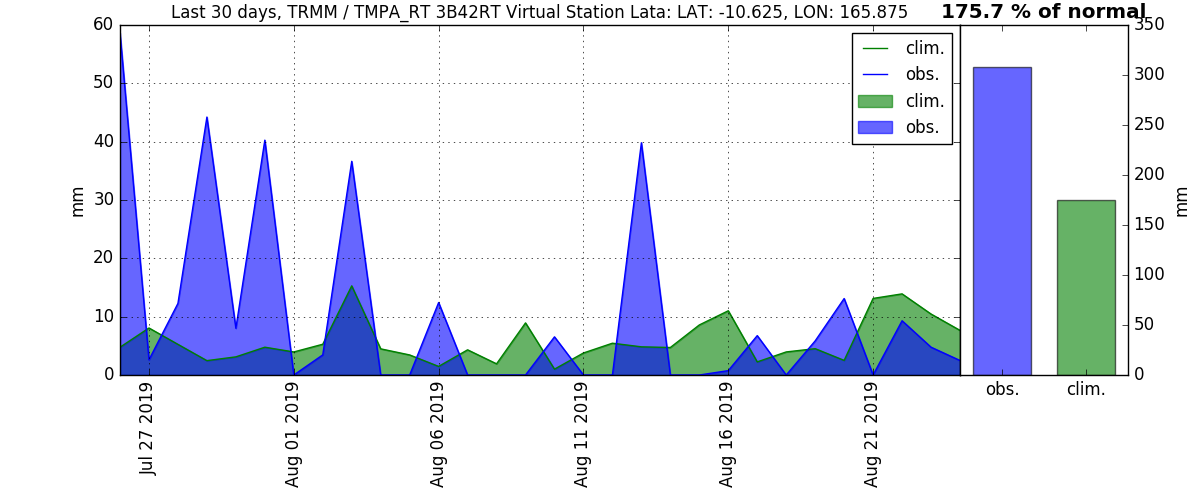 Last 30 days, TRMM / TMPA_RT 3B42RT Virtual Station Lata: LAT: -10.625, LON: 165.875
175.7 % of normal
clim.
obs.
clim.
obs.
mm
60
50
40
30
20
10
0
Jul 27 2019
Aug 01 2019
Aug 06 2019
Aug 11 2019
Aug 16 2019
Aug 21 2019
350
300
250
200
150
100
50
0
mm
obs.
clim.